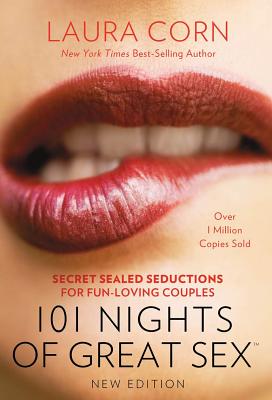 LAURA CORN
New York Times Best-Selling Author
Over
1 Million
Copies Sold
SECRET SEALED SEDUCTIONS
FOR FUN-LOVING COUPLES
101 NIGHTS
OF GREAT SEX™
NEW EDITION